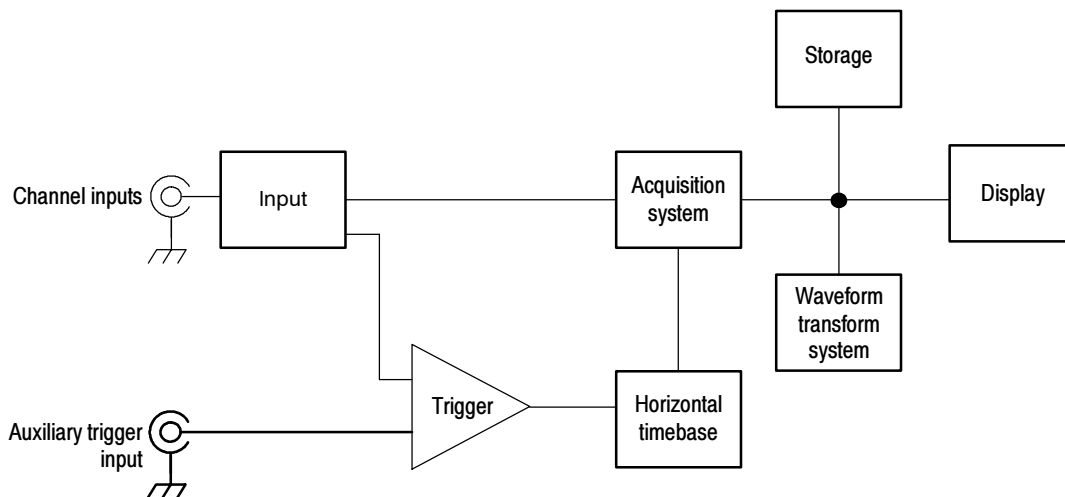 Storage
Channel inputs
Input
Acquisition
system
Display
Waveform
transform
system
Trigger
Horizontal
timebase
Auxiliary trigger
input